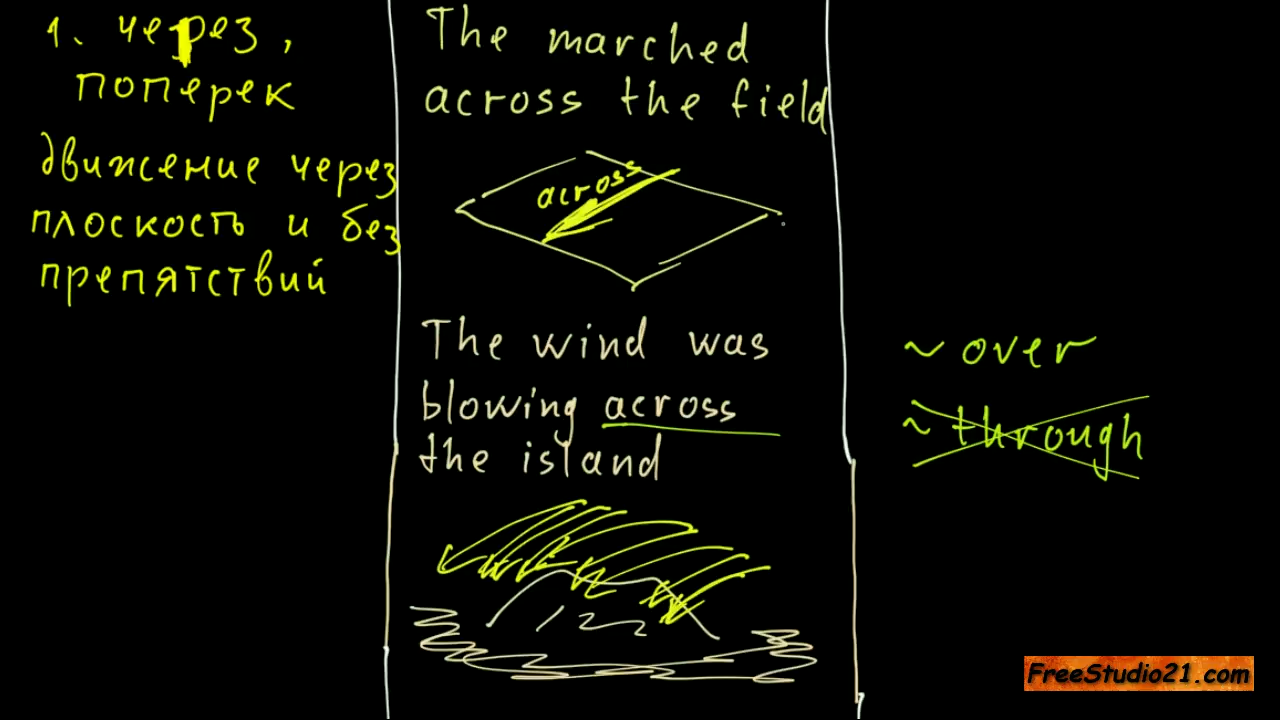 1. через,
поперек
движение через
плоскость и без
препятствий
The marched
across the field
across
The wind was
blowing across
the island
~ over
~ through
FreeStudio21.com